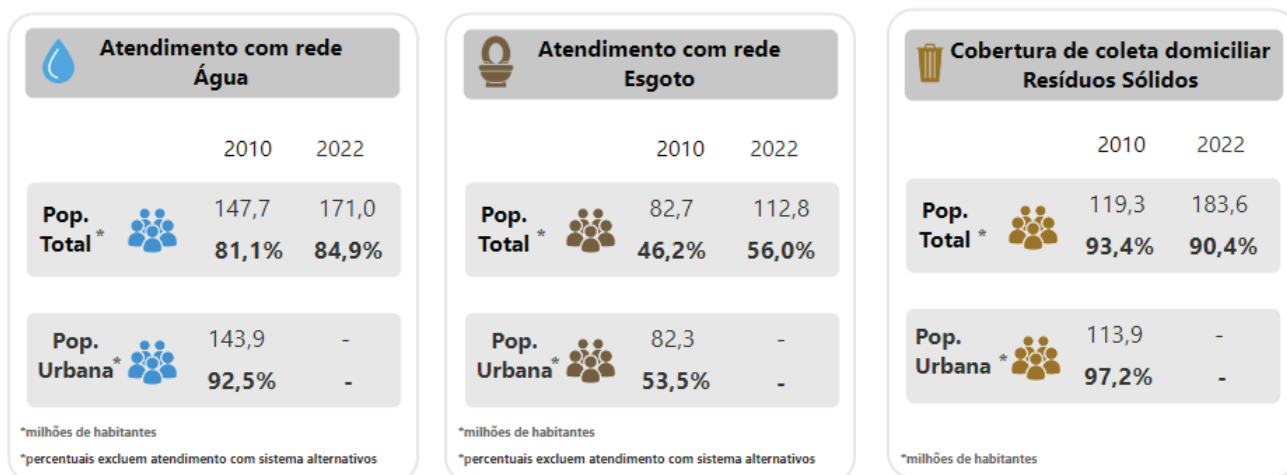 Atendimento com rede
Água
2010 2022
Pop.
Total *
147,7 171,0
81,1% 84,9%
Pop.
Urbana*
143,9 -
92,5% -
*milhões de habitantes
*percentuais excluem atendimento com sistema alternativos
Atendimento com rede
Esgoto
2010 2022
Pop.
Total *
82,7 112,8
46,2% 56,0%
Pop.
Urbana*
82,3 -
53,5% -
*milhões de habitantes
*percentuais excluem atendimento com sistema alternativos
Cobertura de coleta domiciliar
Resíduos Sólidos
2010 2022
Pop.
Total *
119,3 183,6
93,4% 90,4%
Pop.
Urbana *
113,9 -
97,2% -
*milhões de habitantes